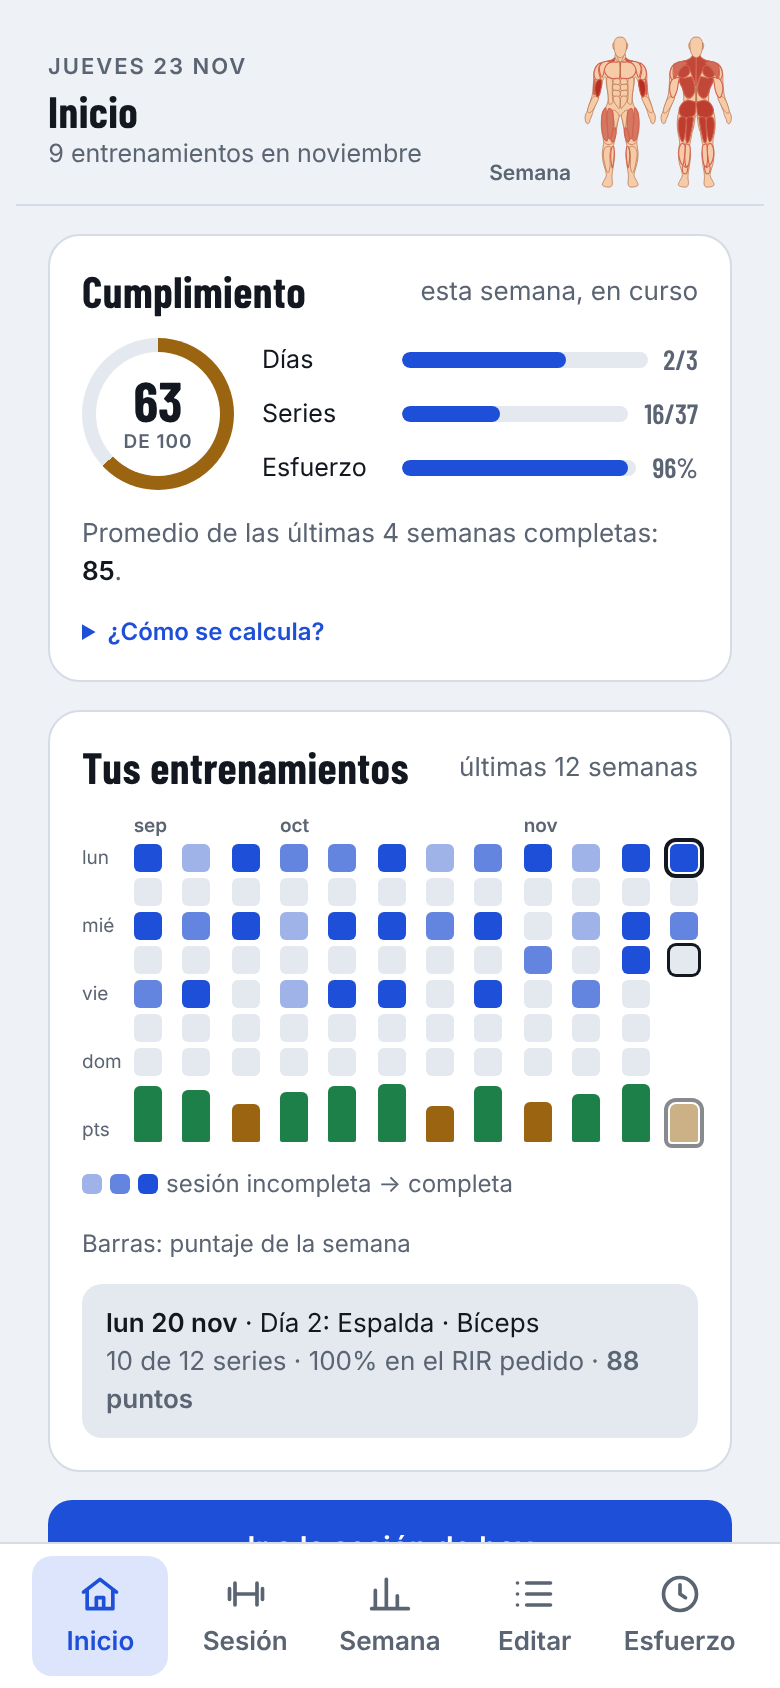 JUEVES 23 NOV
Inicio
9 entrenamientos en noviembre
Semana
Cumplimiento
esta semana, en curso
63
DE 100
Días
2/3
Series
16/37
Esfuerzo
96%
Promedio de las últimas 4 semanas completas:
85.
▶ ¿Cómo se calcula?
Tus entrenamientos
últimas 12 semanas
sep oct nov
lun
mié
vie
dom
pts
sesión incompleta → completa
Barras: puntaje de la semana
lun 20 nov · Día 2: Espalda · Bíceps
10 de 12 series · 100% en el RIR pedido · 88
puntos
Inicio
Sesión
Semana
Editar
Esfuerzo